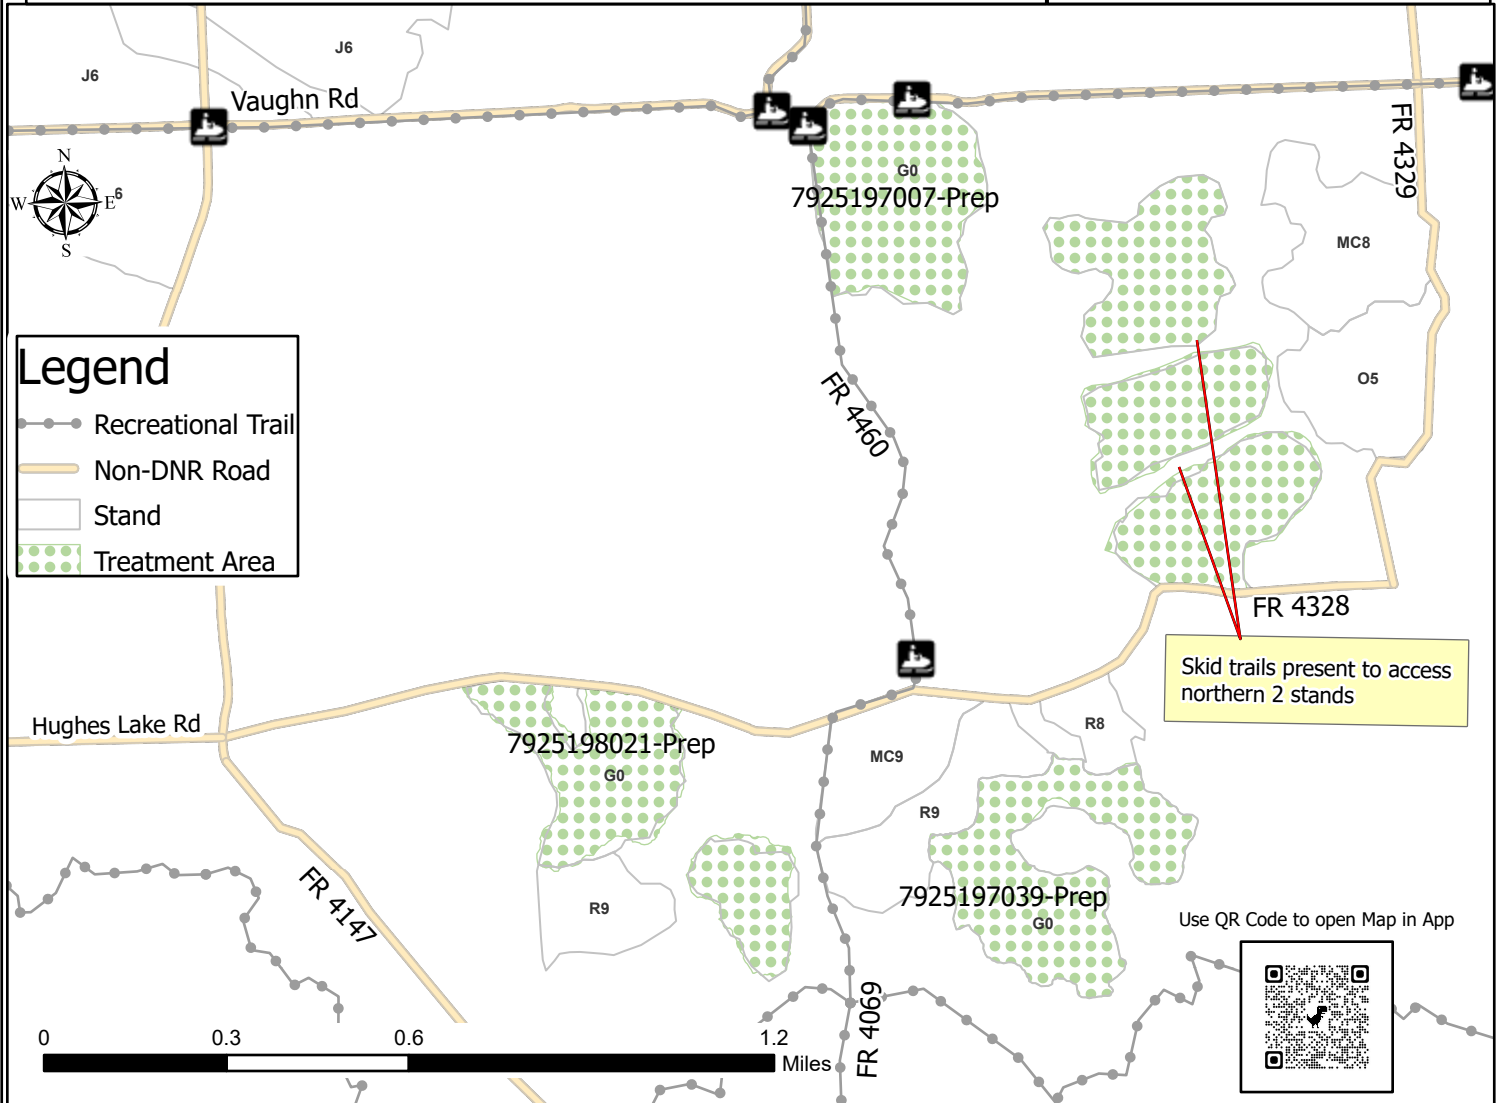 J6
J6
Vaughn Rd
FR 4329
N
W
E
6
S
G0
7925197007-Prep
MC8
Legend
Recreational Trail
Non-DNR Road
Stand
Treatment Area
FR 4460
O5
FR 4328
Skid trails present to access
northern 2 stands
Hughes Lake Rd
7925198021-Prep
G0
MC9
R8
R9
FR 4147
R9
7925197039-Prep
G0
Use QR Code to open Map in App
FR 4069
0
0.3
0.6
1.2
Miles